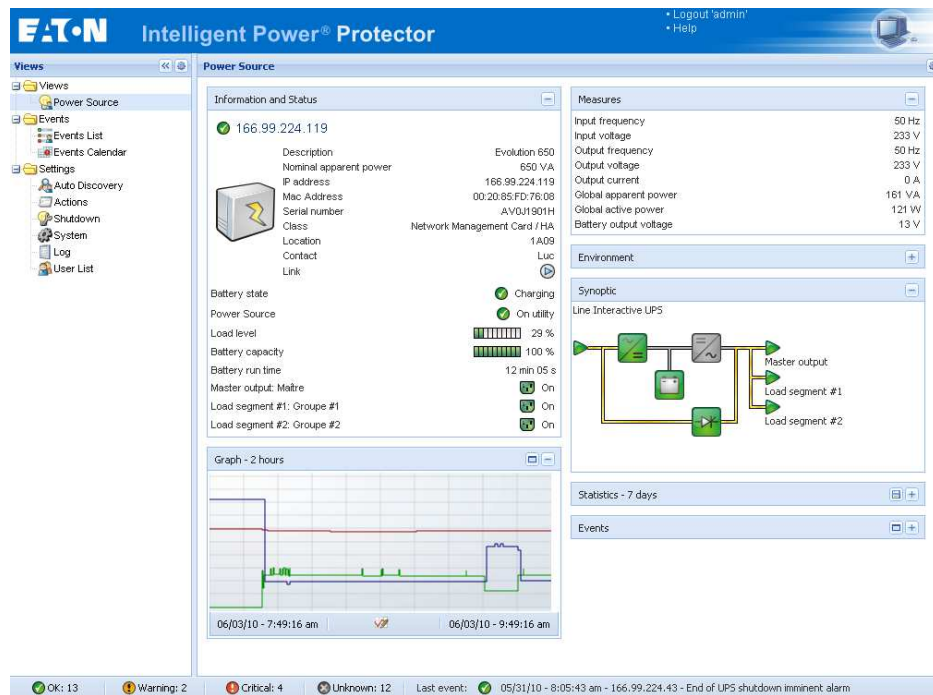 EATON Intelligent Power® Protector
• Logout 'admin'
• Help
Views
Views
Power Source
Events
Events List
Events Calendar
Settings
Auto Discovery
Actions
Shutdown
System
Log
User List
Power Source
Information and Status
166.99.224.119
Description Evolution 650
Nominal apparent power 650 VA
IP address 166.99.224.119
Mac Address 00:20:85:FD:76:08
Serial number AV0J1901H
Class Network Management Card / HA
Location 1A09
Contact Luc
Link
Battery state Charging
Power Source On utility
Load level 29 %
Battery capacity 100 %
Battery run time 12 min 05 s
Master output: Maître On
Load segment #1: Groupe #1 On
Load segment #2: Groupe #2 On
Graph - 2 hours
06/03/10 - 7:49:16 am 06/03/10 - 9:49:16 am
Measures
Input frequency 50 Hz
Input voltage 233 V
Output frequency 50 Hz
Output voltage 233 V
Output current 0 A
Global apparent power 161 VA
Global active power 121 W
Battery output voltage 13 V
Environment
Synoptic
Line Interactive UPS
Master output
Load segment #1
Load segment #2
Statistics - 7 days
Events
OK: 13 Warning: 2 Critical: 4 Unknown: 12 Last event: 05/31/10 - 8:05:43 am - 166.99.224.43 - End of UPS shutdown imminent alarm